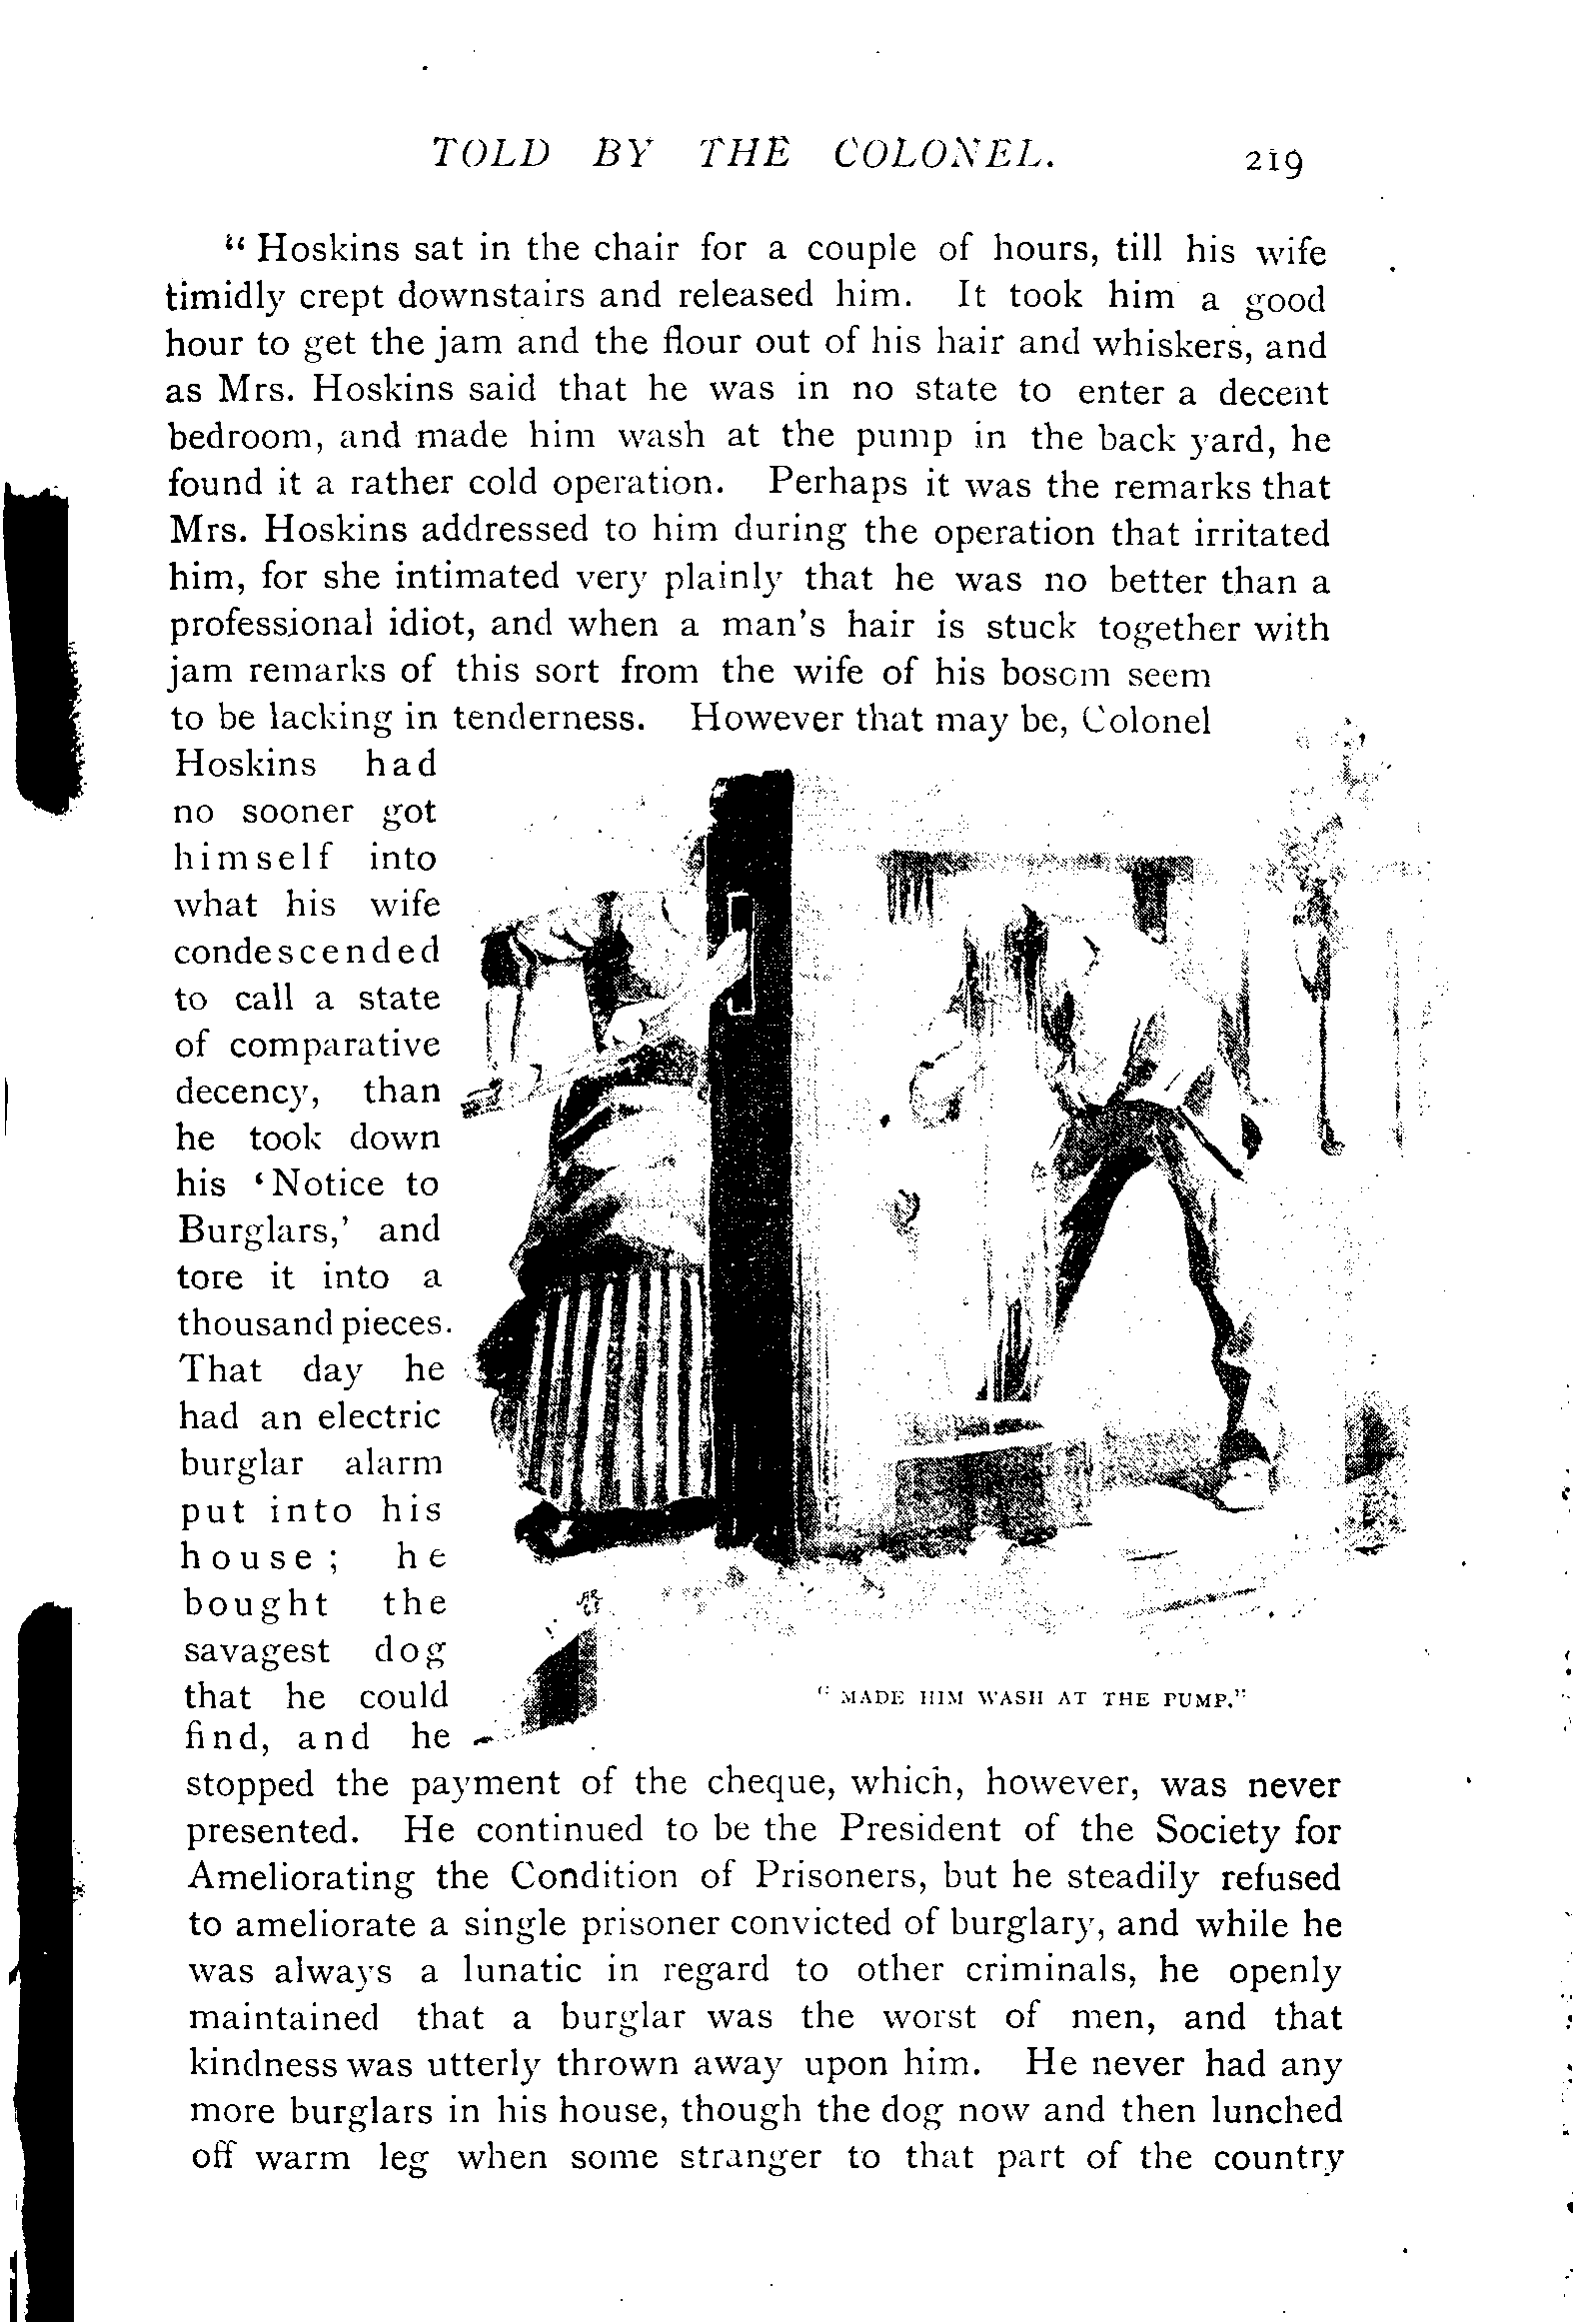 TOLD BY THE COLONEL. 219
“ Hoskins sat in the chair for a couple of hours, till his wife
timidly crept downstairs and released him. It took him a good
hour to get the jam and the flour out of his hair and whiskers, and
as Mrs. Hoskins said that he was in no state to enter a decent
bedroom, and made him wash at the pump in the back yard, he
found it a rather cold operation. Perhaps it was the remarks that
Mrs. Hoskins addressed to him during the operation that irritated
him, for she intimated very plainly that he was no better than a
professional idiot, and when a man's hair is stuck together with
jam remarks of this sort from the wife of his bosom seem
to be lacking in tenderness. However that may be, Colonel
Hoskins had
no sooner got
himself into
what his wife
condescended
to call a state
of comparative
decency, than
he took down
his ‘Notice to
Burglars,’ and
tore it into a
thousand pieces.
That day he
had an electric
burglar alarm
put into his
house; he
bought the
savagest dog
that he could
find, and he
“ MADE HIM WASH AT THE PUMP.”
stopped the payment of the cheque, which, however, was never
presented. He continued to be the President of the Society for
Ameliorating the Condition of Prisoners, but he steadily refused
to ameliorate a single prisoner convicted of burglary, and while he
was always a lunatic in regard to other criminals, he openly
maintained that a burglar was the worst of men, and that
kindness was utterly thrown away upon him. He never had any
more burglars in his house, though the dog now and then lunched
off warm leg when some stranger to that part of the country